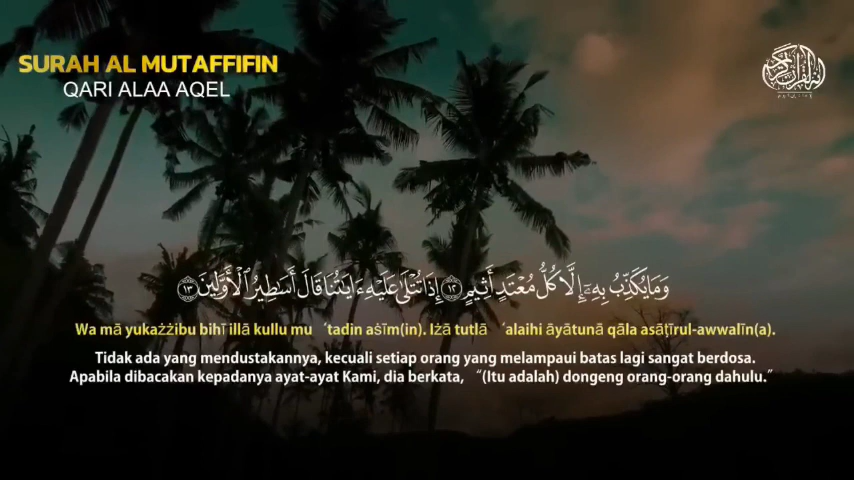 SURAH AL MUTAFFIFIN
QARI ALAA AQEL
وَمَا يُكَذِّبُ بِهِۦٓ إِلَّا كُلُّ مُعْتَدٍ أَثِيمٍ ١٢ إِذَا تُتْلَىٰ عَلَيْهِ ءَايَٰتُنَا قَالَ أَسَٰطِيرُ ٱلْأَوَّلِينَ ١٣
Wa mā yukażżibu bihī illā kullu mu‘tadin aṡīm(in). Iżā tutlā ‘alaihi āyātunā qāla asāṭīrul-awwalīn(a).
Tidak ada yang mendustakannya, kecuali setiap orang yang melampaui batas lagi sangat berdosa.
Apabila dibacakan kepadanya ayat-ayat Kami, dia berkata, “(Itu adalah) dongeng orang-orang dahulu.”